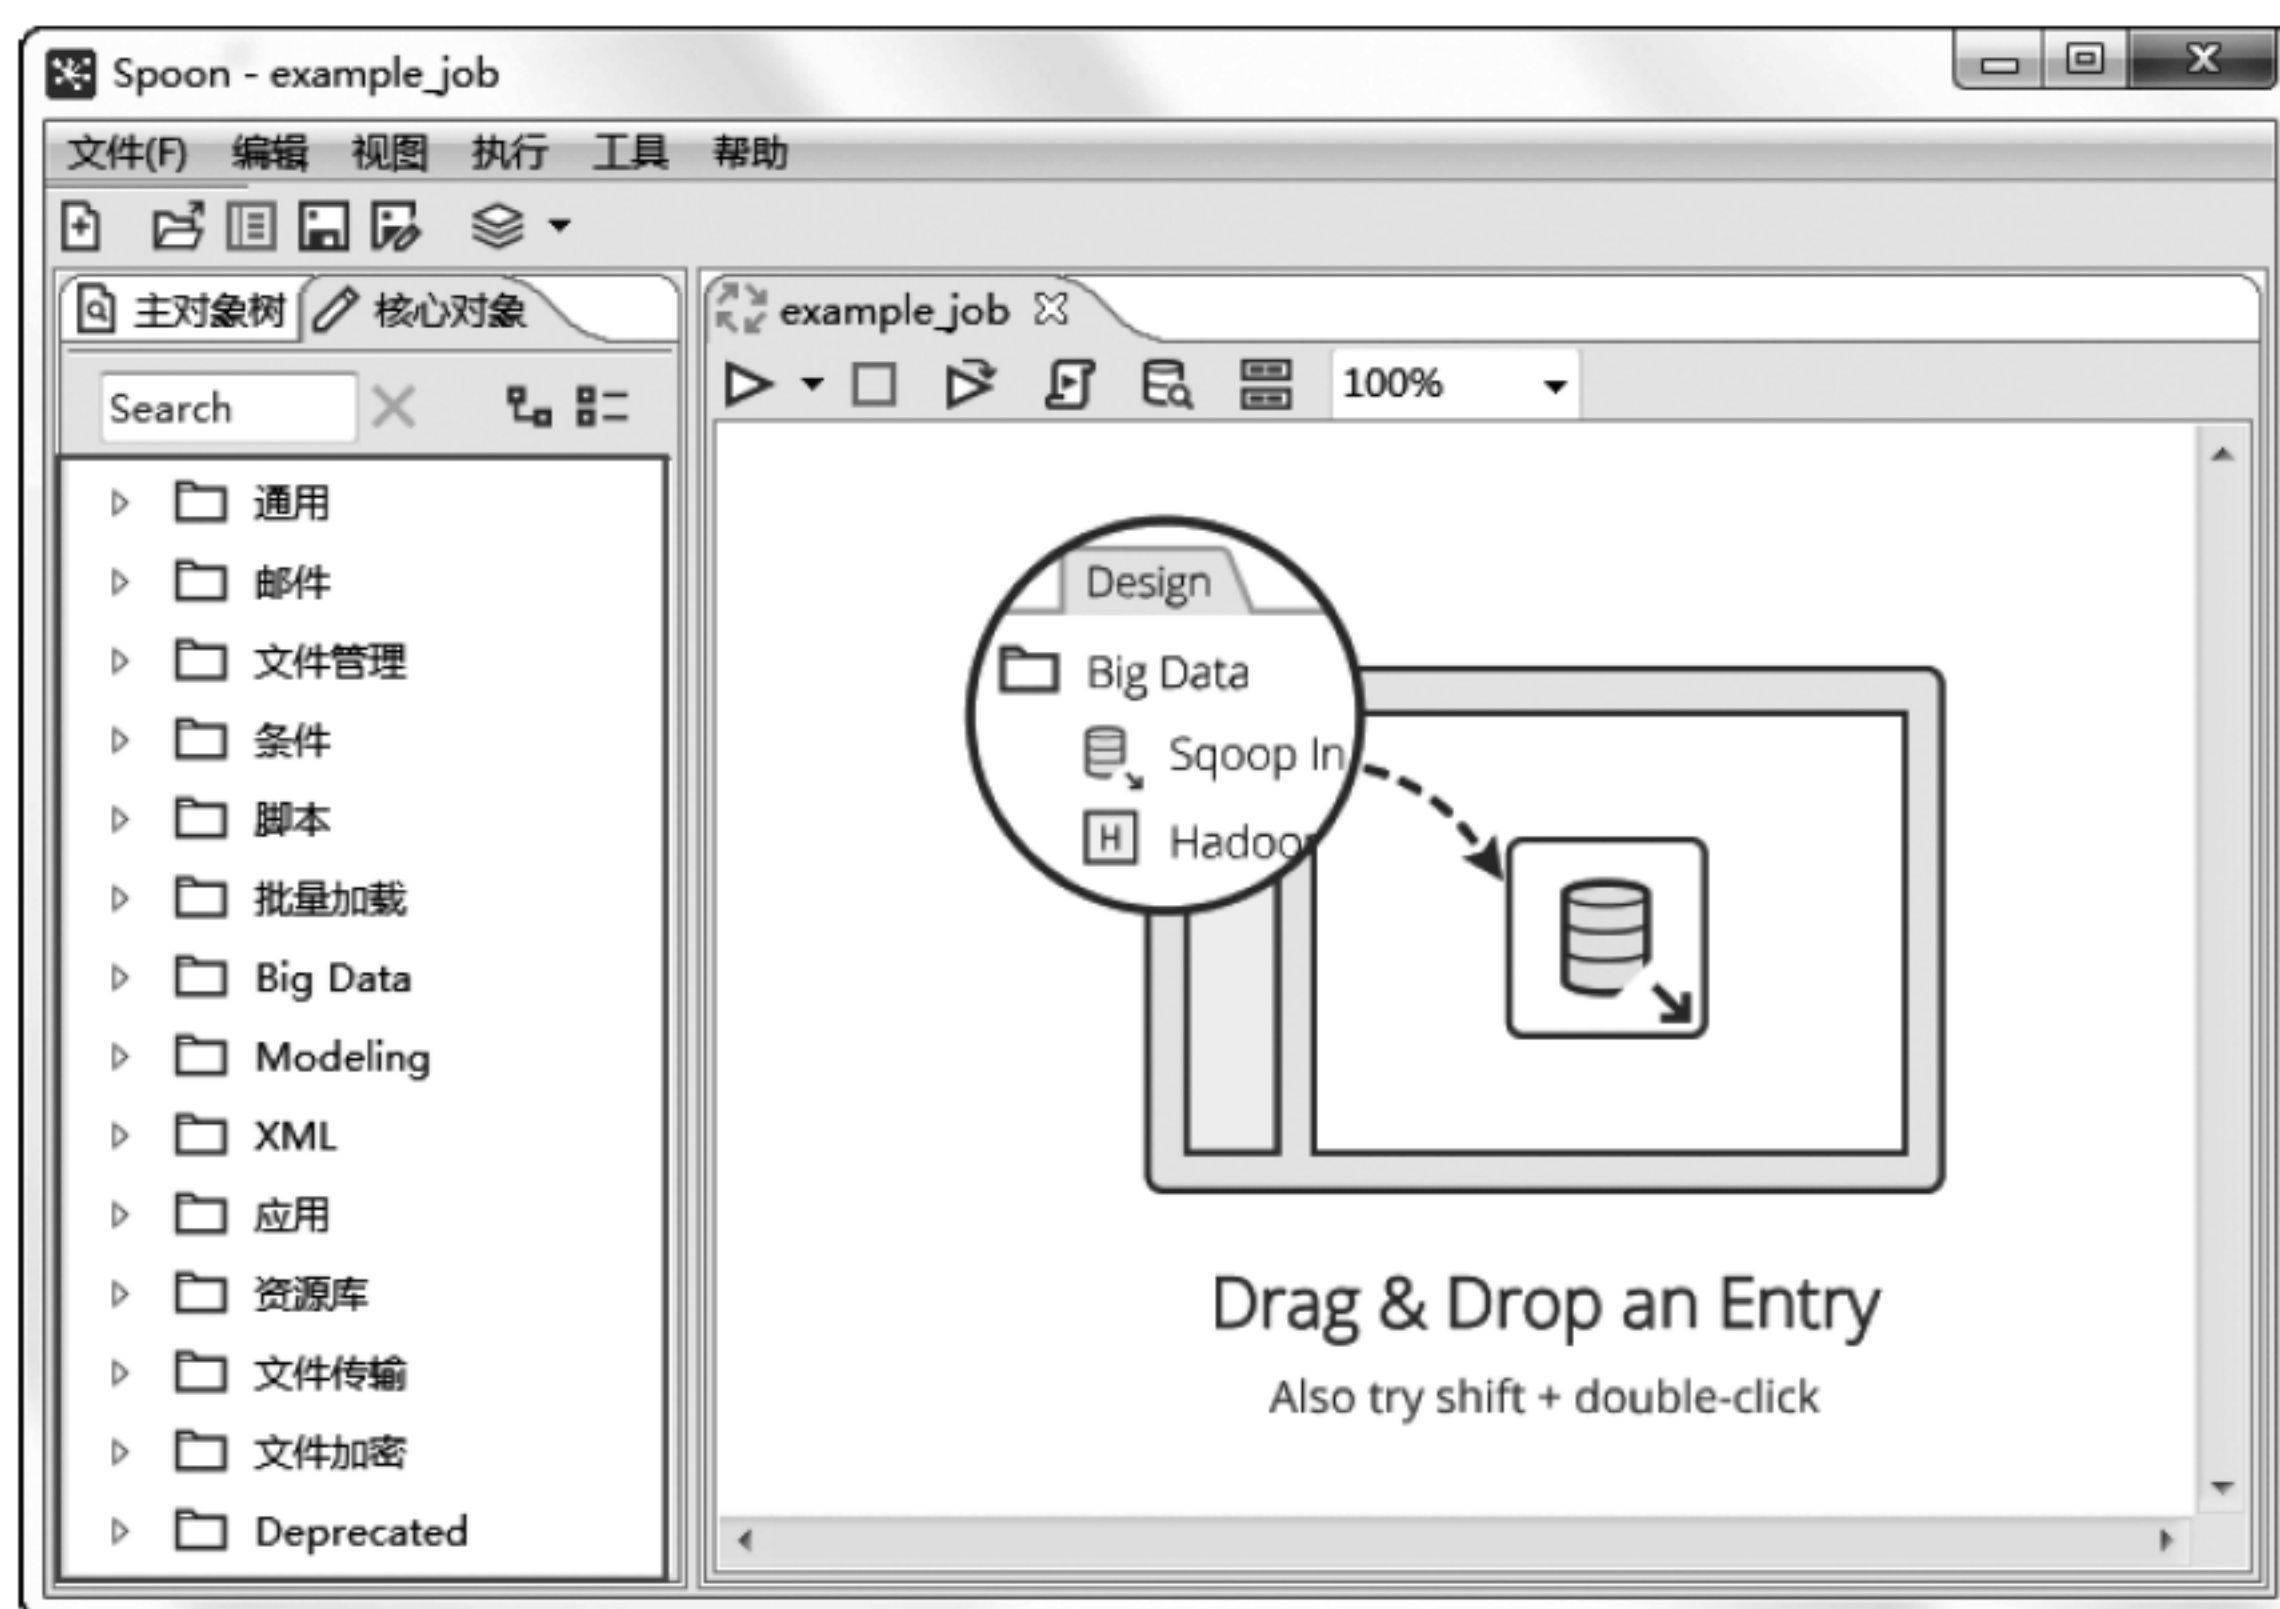 Spoon - example_job
文件(F) 编辑 视图 执行 工具 帮助
主对象树 核心对象
Search
通用
邮件
文件管理
条件
脚本
批量加载
Big Data
Modeling
XML
应用
资源库
文件传输
文件加密
Deprecated
example_job
100%
Design
Big Data
Sqoop In
H Hadoop
Drag & Drop an Entry
Also try shift + double-click